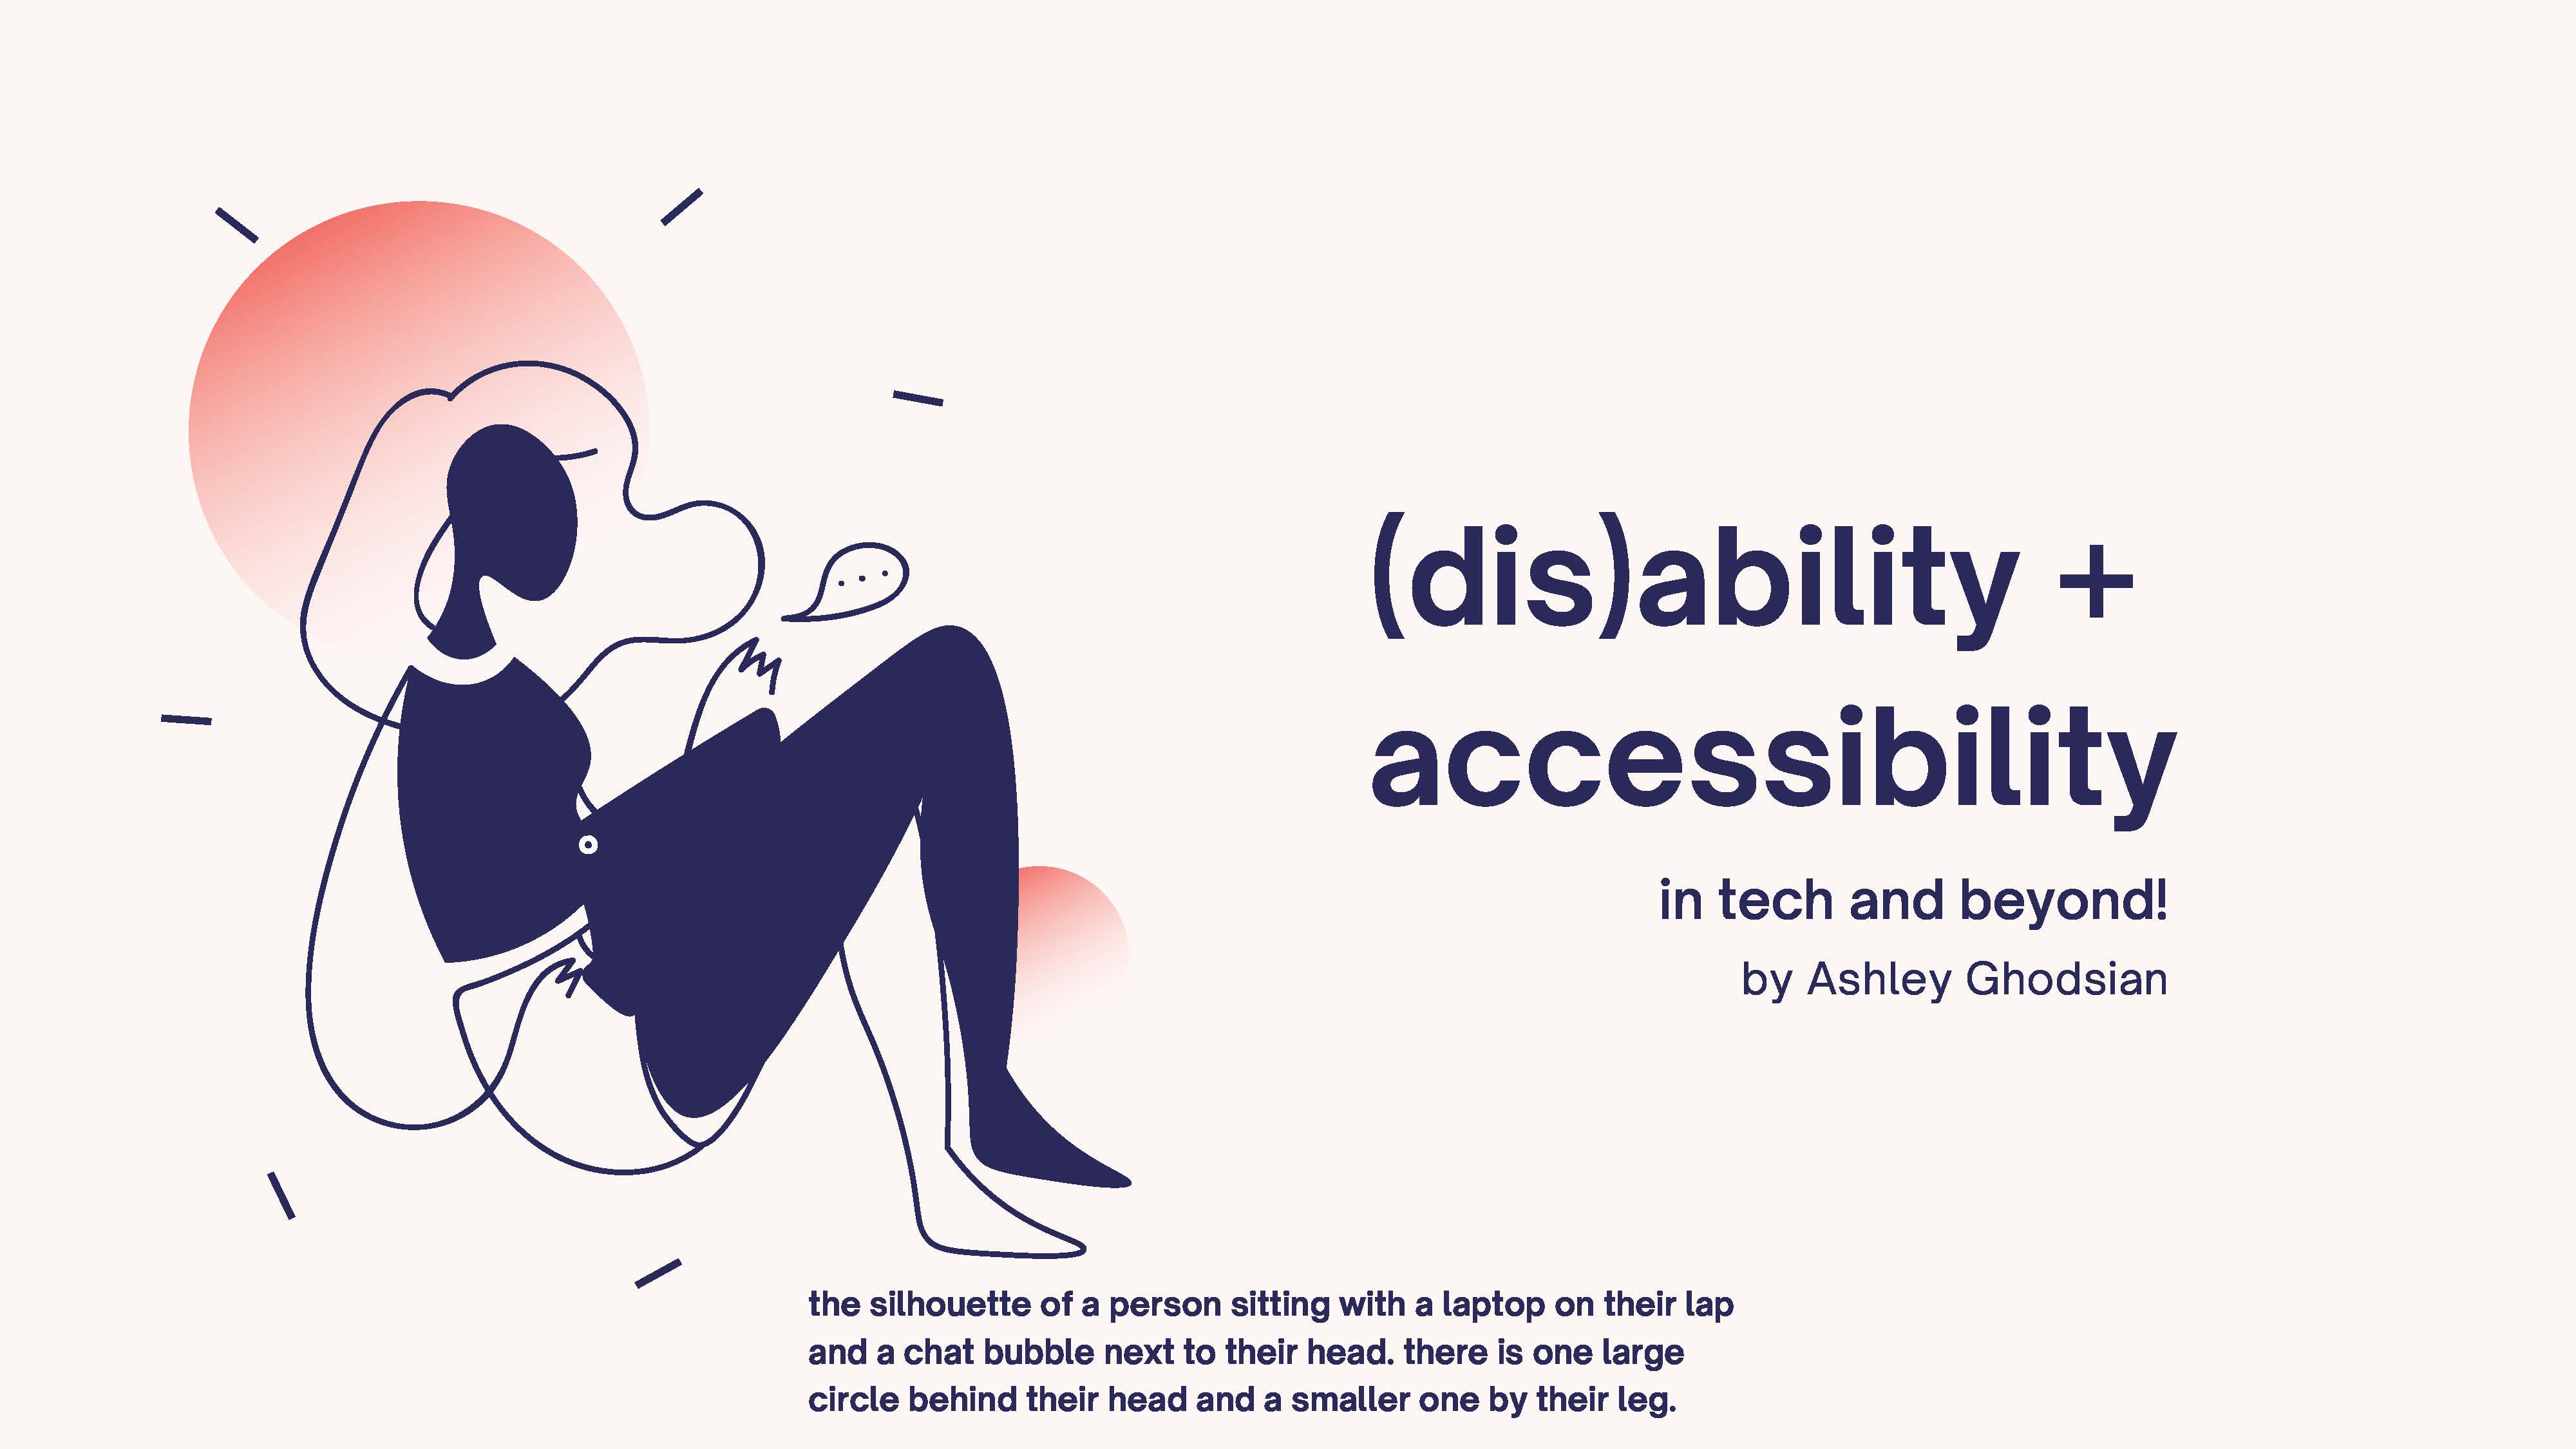 (dis)ability +
accessibility
in tech and beyond!
by Ashley Ghodsian
the silhouette of a person sitting with a laptop on their lap
and a chat bubble next to their head. there is one large
circle behind their head and a smaller one by their leg.